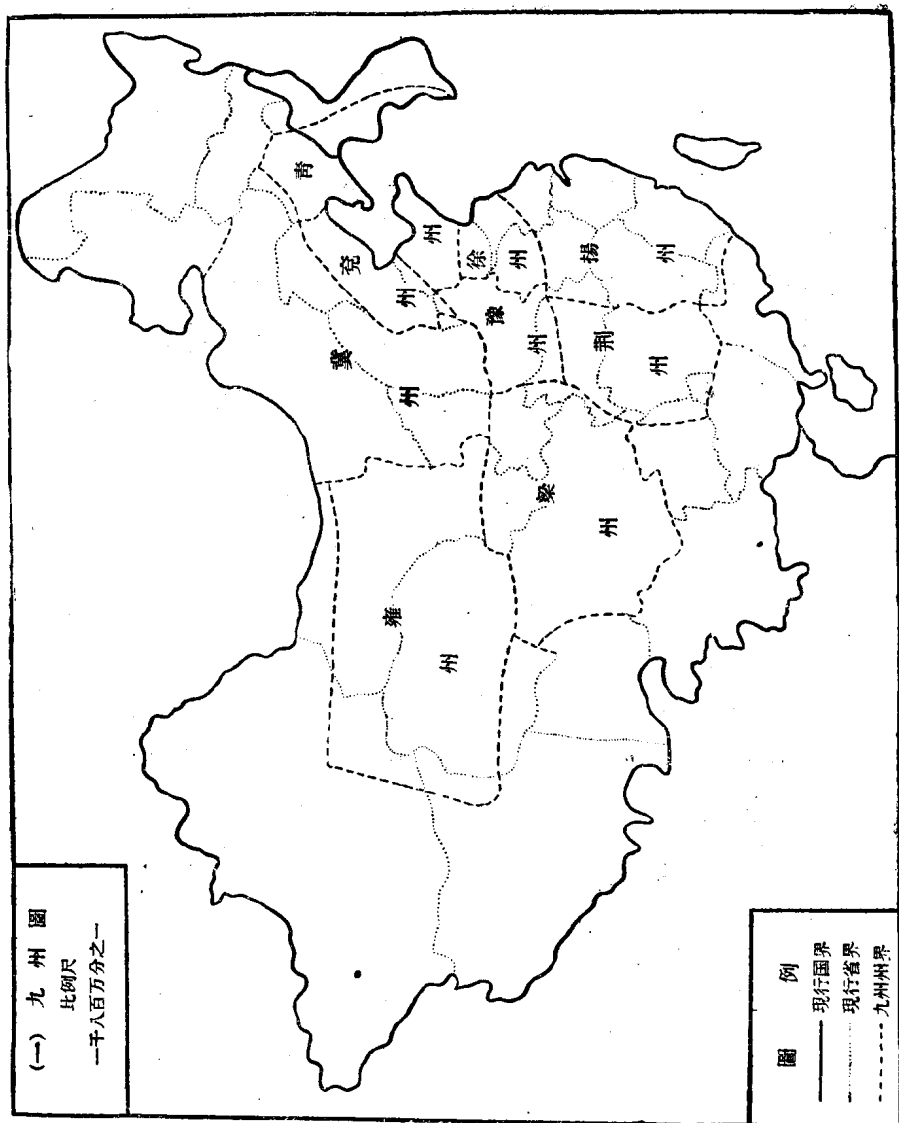 (一) 九州圖
比例尺
一千八百万分之一
青州
兗州
徐州
冀州
豫州
揚州
荆州
梁州
雍州
圖例
現行国界
現行省界
九州州界